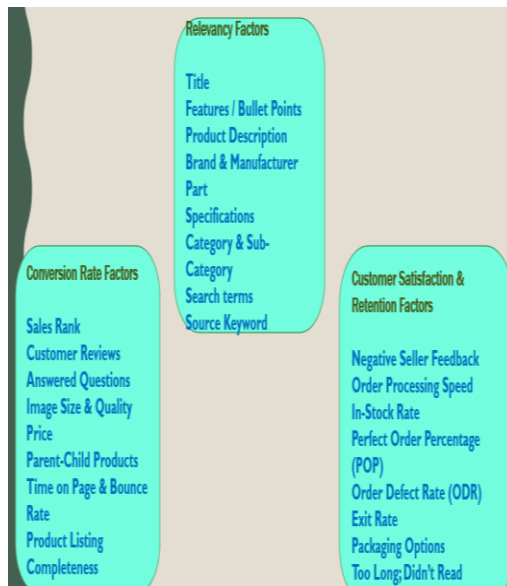 Relevancy Factors
Title
Features / Bullet Points
Product Description
Brand & Manufacturer
Part
Specifications
Category & Sub-
Category
Search terms
Source Keyword
Conversion Rate Factors
Sales Rank
Customer Reviews
Answered Questions
Image Size & Quality
Price
Parent-Child Products
Time on Page & Bounce
Rate
Product Listing
Completeness
Customer Satisfaction &
Retention Factors
Negative Seller Feedback
Order Processing Speed
In-Stock Rate
Perfect Order Percentage
(POP)
Order Defect Rate (ODR)
Exit Rate
Packaging Options
Too Long; Didn't Read